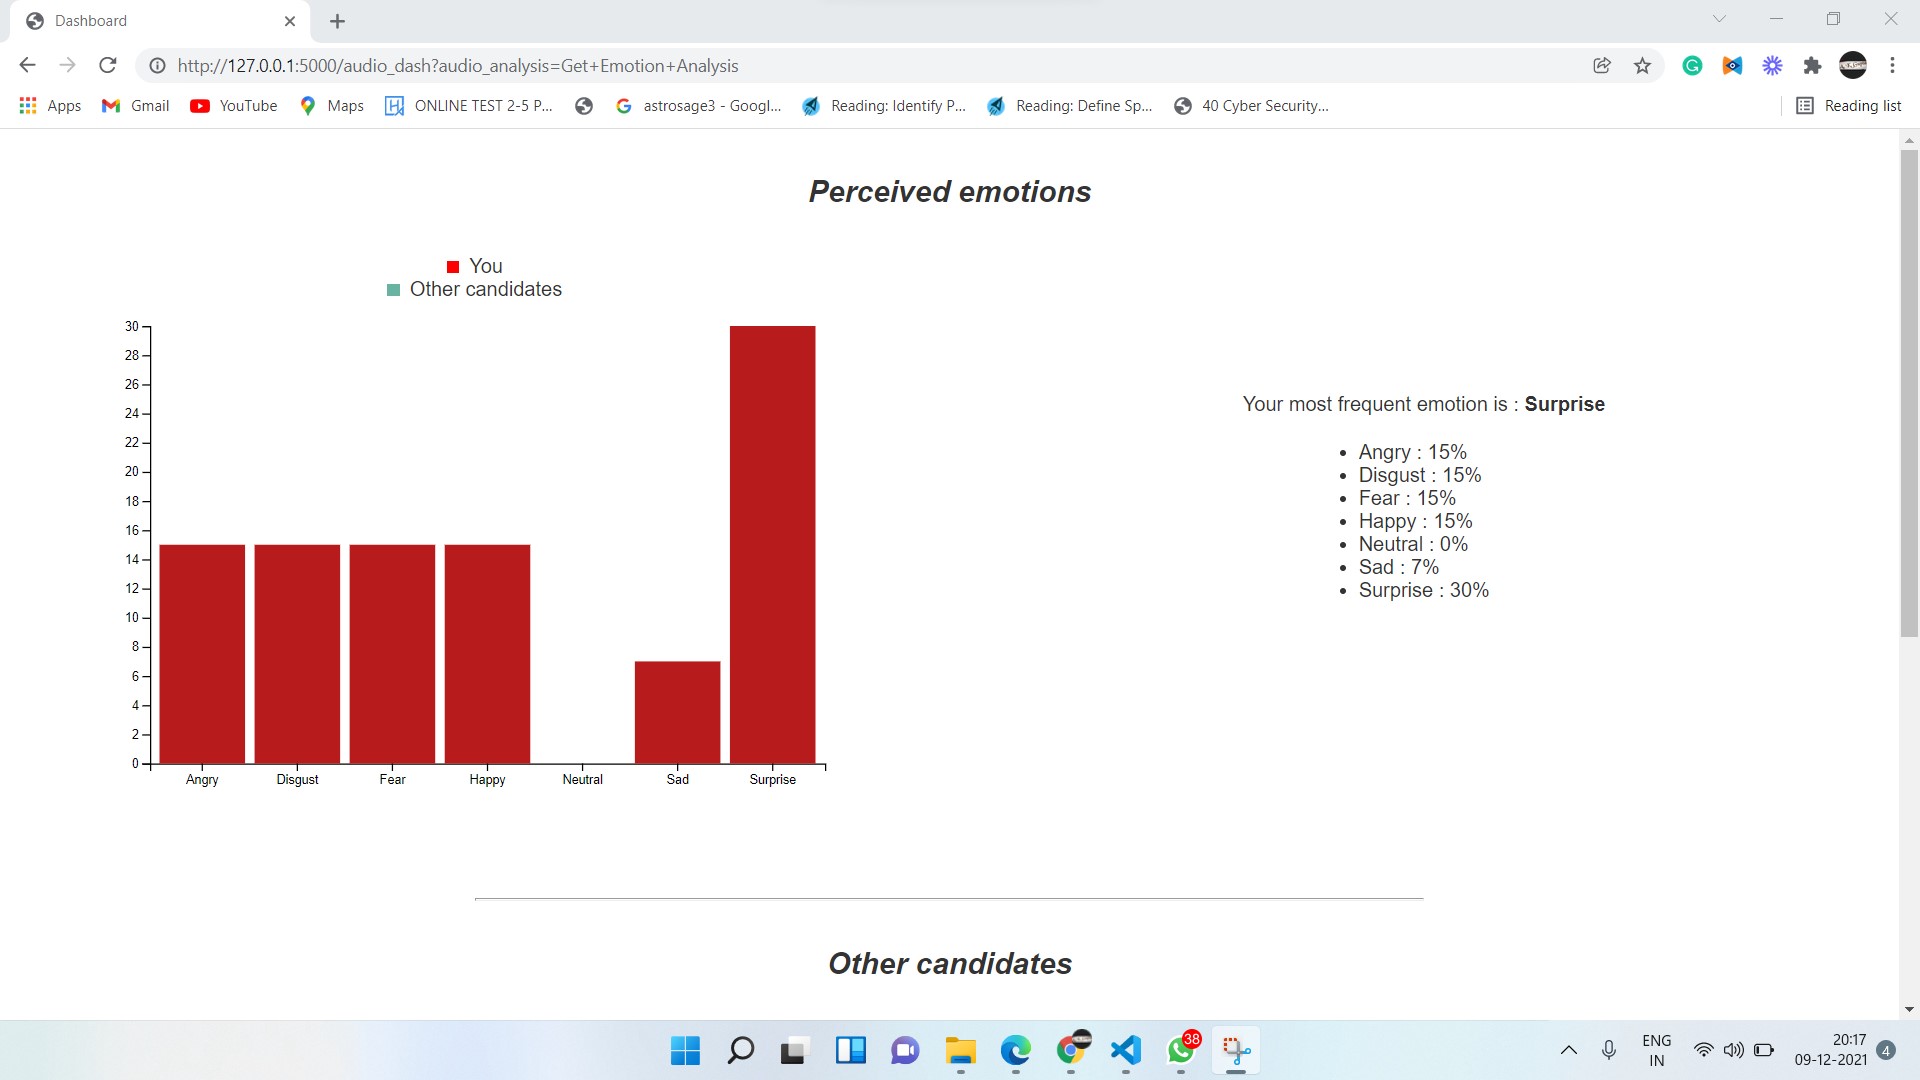 Dashboard
http://127.0.0.1:5000/audio_dash?audio_analysis=Get+Emotion+Analysis
Apps Gmail YouTube Maps ONLINE TEST 2-5 P... astrosage3 - Googl... Reading: Identify P... Reading: Define Sp... 40 Cyber Security... Reading list
Perceived emotions
You
Other candidates
30
28
26
24
22
20
18
16
14
12
10
8
6
4
2
0
Angry Disgust Fear Happy Neutral Sad Surprise
Your most frequent emotion is : Surprise
Angry : 15%
Disgust : 15%
Fear : 15%
Happy : 15%
Neutral : 0%
Sad : 7%
Surprise : 30%
Other candidates
38
ENG
IN
20:17
09-12-2021
4